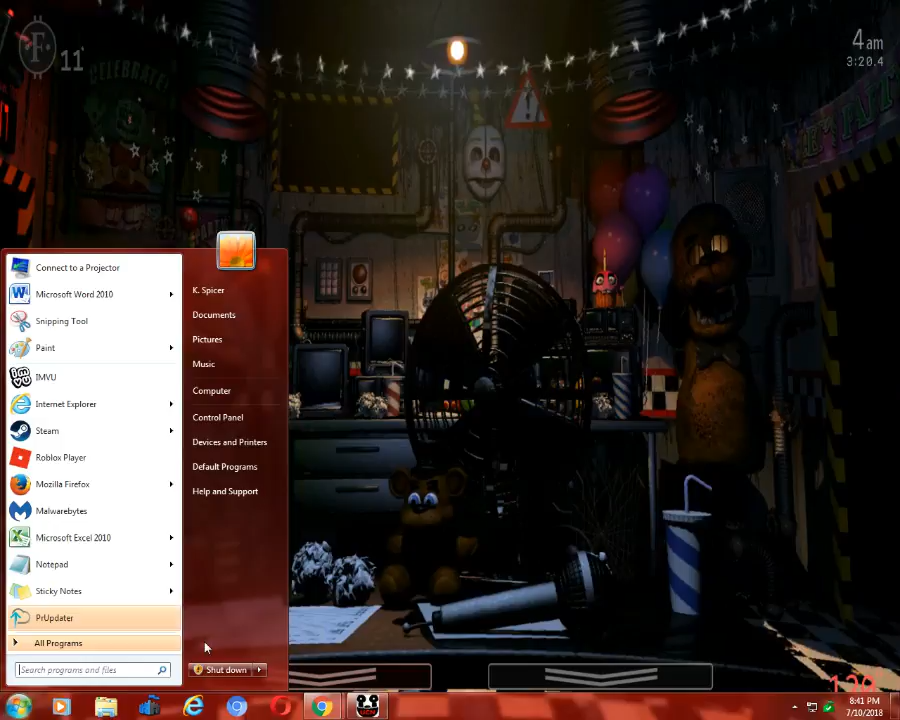 F
11
4am
3:20.4
CELEBRATE!
Connect to a Projector
Microsoft Word 2010
Snipping Tool
Paint
IMVU
Internet Explorer
Steam
Roblox Player
Mozilla Firefox
Malwarebytes
Microsoft Excel 2010
Notepad
Sticky Notes
PrUpdater
All Programs
Search programs and files
K. Spicer
Documents
Pictures
Music
Computer
Control Panel
Devices and Printers
Default Programs
Help and Support
Shut down
8:41 PM
7/10/2018